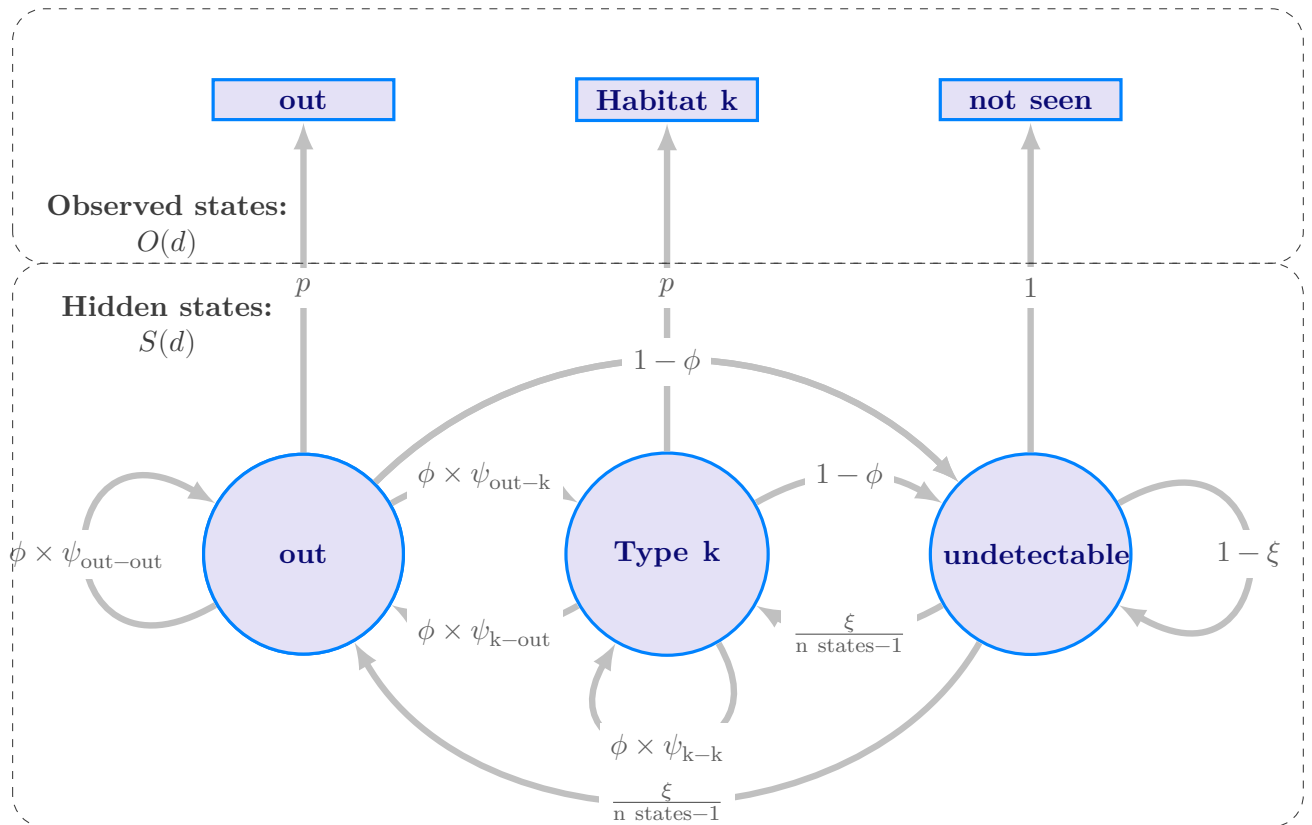 out
Habitat k
not seen
Observed states:
O(d)
p
p
1
Hidden states:
S(d)
1 − ϕ
ϕ × ψout−k
1 − ϕ
ϕ × ψout−out
out
Type k
undetectable
1 − ξ
ϕ × ψk−out
ξ
n states−1
ϕ × ψk−k
ξ
n states−1